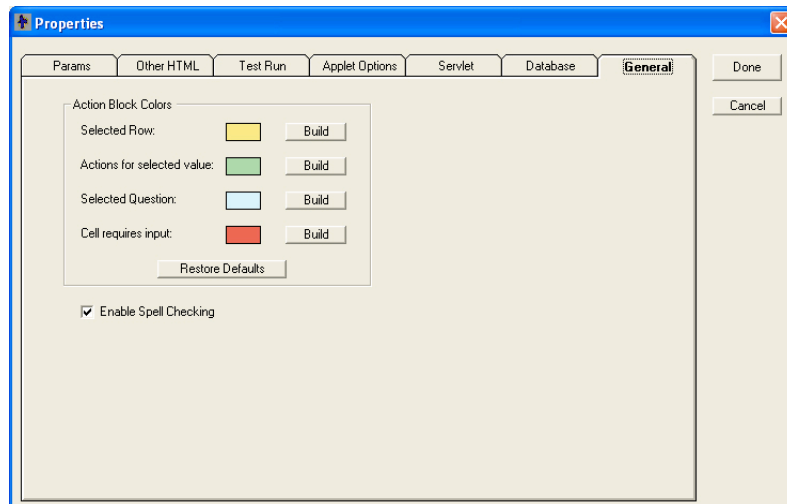 Properties
Params Other HTML Test Run Applet Options Servlet Database General
Done
Cancel
Action Block Colors
Selected Row: Build
Actions for selected value: Build
Selected Question: Build
Cell requires input: Build
Restore Defaults
Enable Spell Checking